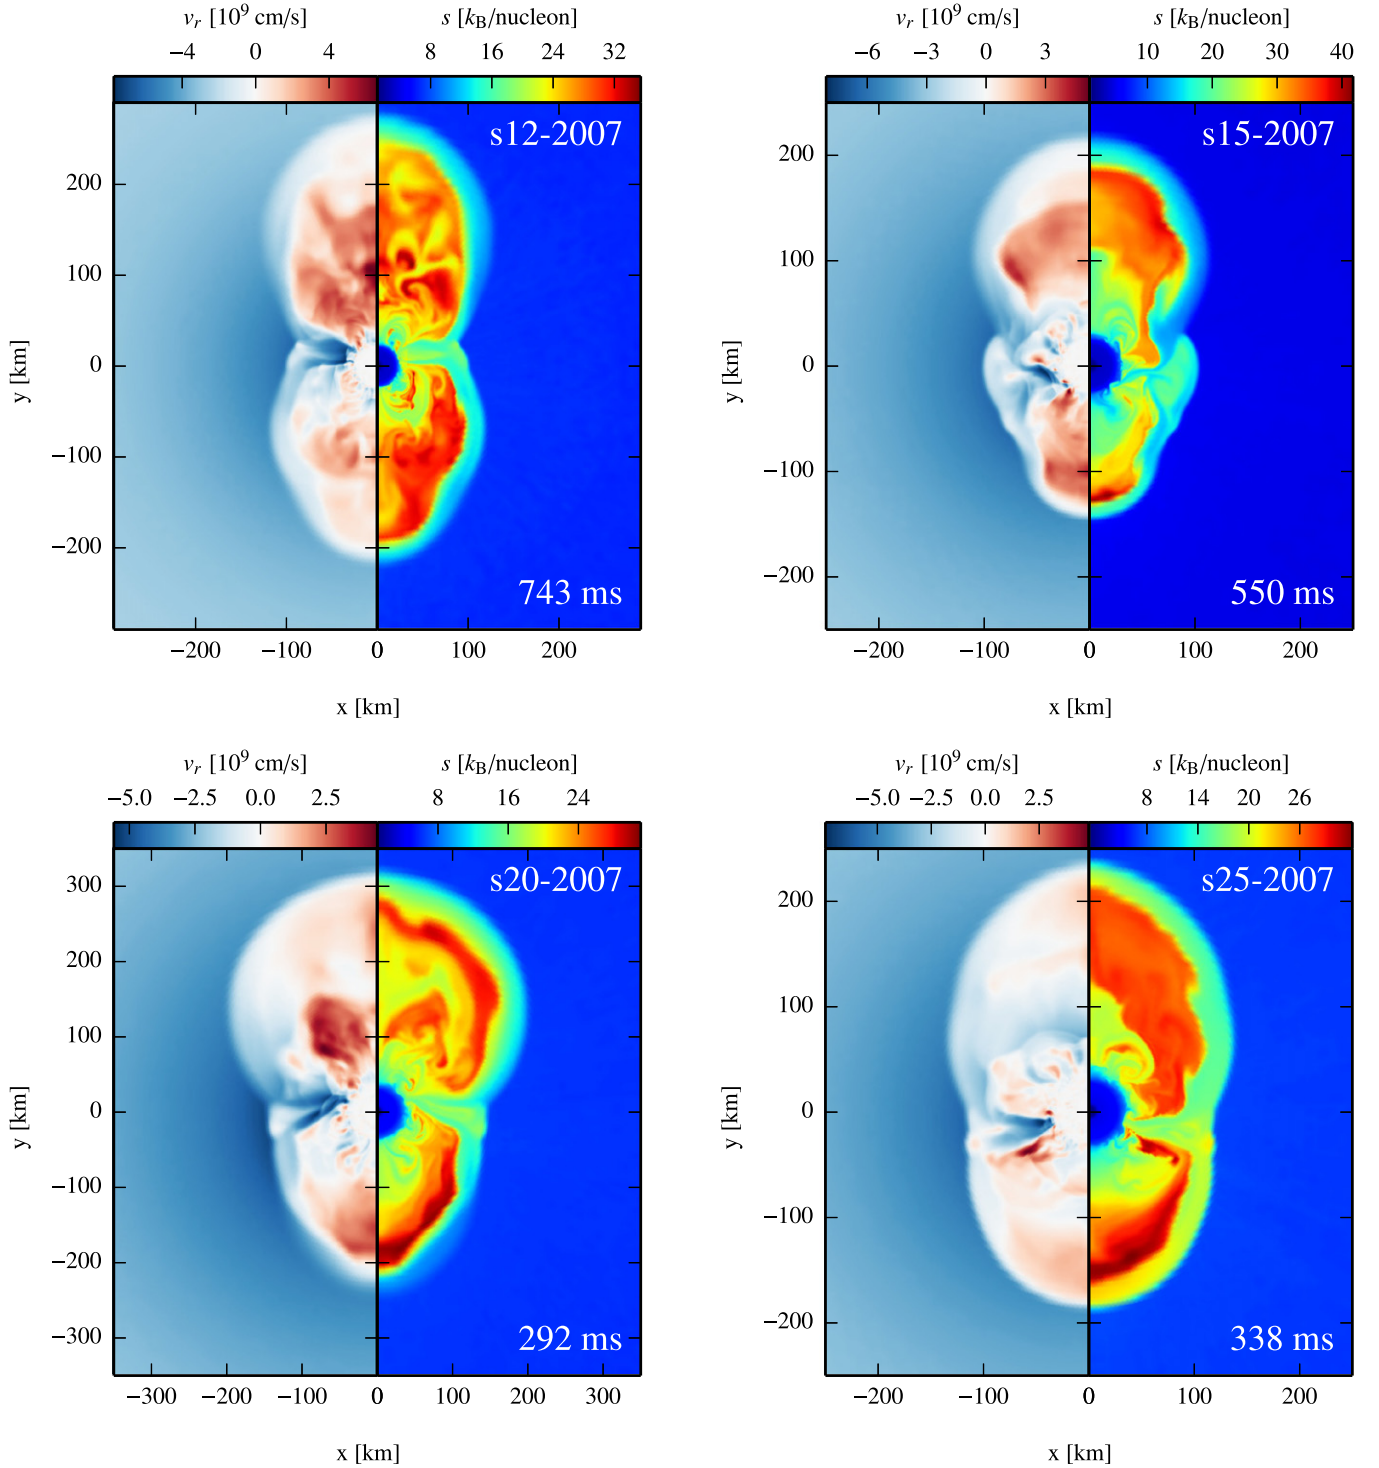 v_r [10^9 cm/s] s [k_B/nucleon]
−4 0 4 8 16 24 32
s12-2007
200
100
0
−100
−200
y [km]
743 ms
−200 −100 0 100 200
x [km]
v_r [10^9 cm/s] s [k_B/nucleon]
−6 −3 0 3 10 20 30 40
s15-2007
200
100
0
−100
−200
y [km]
550 ms
−200 −100 0 100 200
x [km]
v_r [10^9 cm/s] s [k_B/nucleon]
−5.0 −2.5 0.0 2.5 8 16 24
s20-2007
300
200
100
0
−100
−200
−300
y [km]
292 ms
−300 −200 −100 0 100 200 300
x [km]
v_r [10^9 cm/s] s [k_B/nucleon]
−5.0 −2.5 0.0 2.5 8 14 20 26
s25-2007
200
100
0
−100
−200
y [km]
338 ms
−200 −100 0 100 200
x [km]